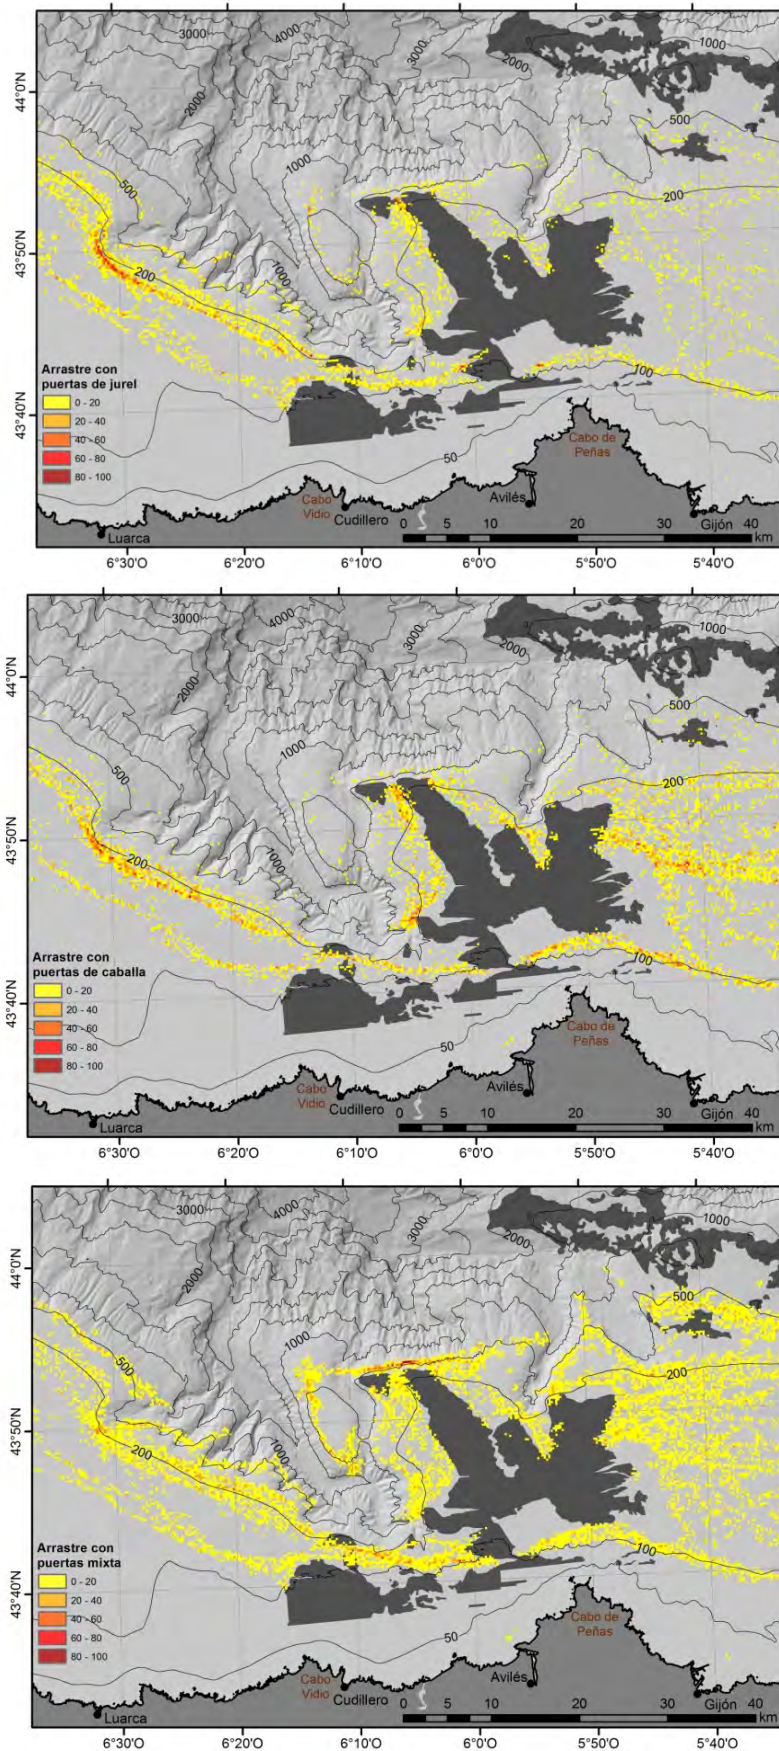 3000
4000
3000
2000
1000
44°0'N
2000
500
1000
500
200
43°50'N
200
1000
Arrastre con
puertas de jurel
0 - 20
20 - 40
40 - 60
60 - 80
80 - 100
100
43°40'N
50
Cabo de
Peñas
Cabo
Vidio
Cudillero
Avilés
Gijón
Luarca
0 5 10 20 30 40
km
6°30'O 6°20'O 6°10'O 6°0'O 5°50'O 5°40'O
3000
4000
3000
2000
1000
44°0'N
2000
500
1000
500
200
43°50'N
200
1000
Arrastre con
puertas de caballa
0 - 20
20 - 40
40 - 60
60 - 80
80 - 100
100
43°40'N
50
Cabo de
Peñas
Cabo
Vidio
Cudillero
Avilés
Gijón
Luarca
0 5 10 20 30 40
km
6°30'O 6°20'O 6°10'O 6°0'O 5°50'O 5°40'O
3000
4000
3000
2000
1000
44°0'N
2000
500
1000
500
200
43°50'N
200
1000
Arrastre con
puertas mixta
0 - 20
20 - 40
40 - 60
60 - 80
80 - 100
100
43°40'N
50
Cabo de
Peñas
Cabo
Vidio
Cudillero
Avilés
Gijón
Luarca
0 5 10 20 30 40
km
6°30'O 6°20'O 6°10'O 6°0'O 5°50'O 5°40'O